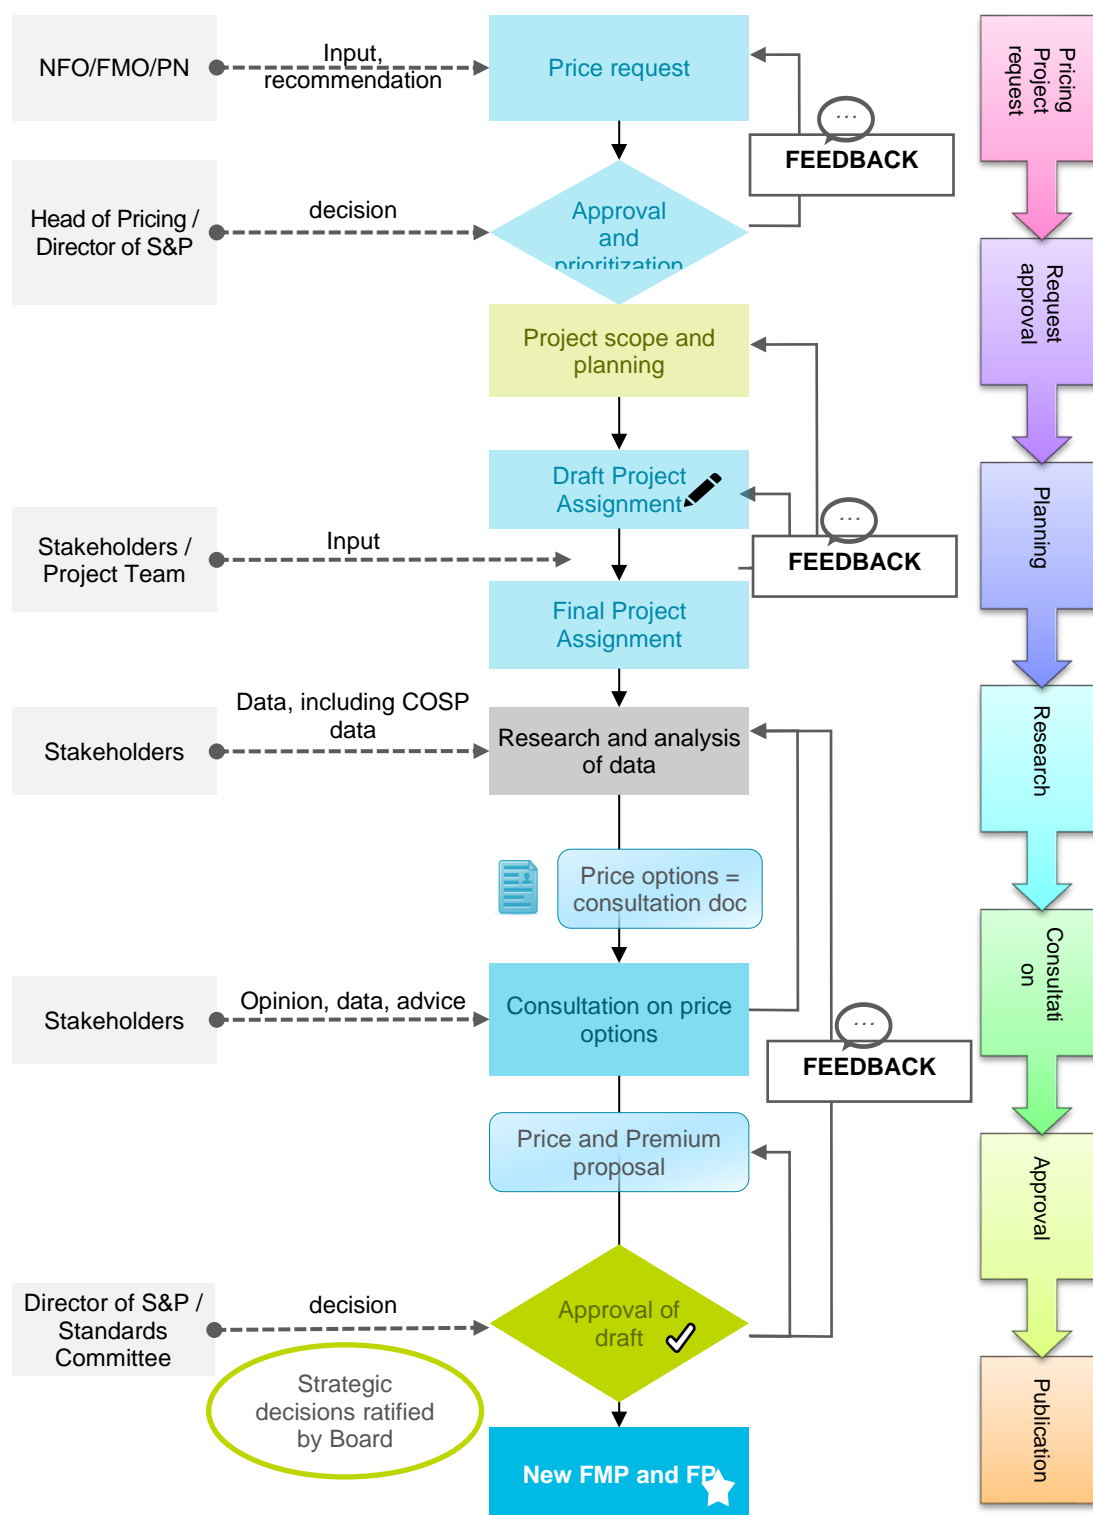 NFO/FMO/PN
Input,
recommendation
Price request
FEEDBACK
Pricing
Project
request
Head of Pricing /
Director of S&P
decision
Approval
and
prioritization
Request
approval
Project scope and
planning
Draft Project
Assignment
Planning
Stakeholders /
Project Team
Input
FEEDBACK
Final Project
Assignment
Stakeholders
Data, including COSP
data
Research and analysis
of data
Research
Price options =
consultation doc
Stakeholders
Opinion, data, advice
Consultation on price
options
Consultati
on
FEEDBACK
Price and Premium
proposal
Approval
Director of S&P /
Standards
Committee
decision
Approval of
draft
Strategic
decisions ratified
by Board
New FMP and FP
Publication